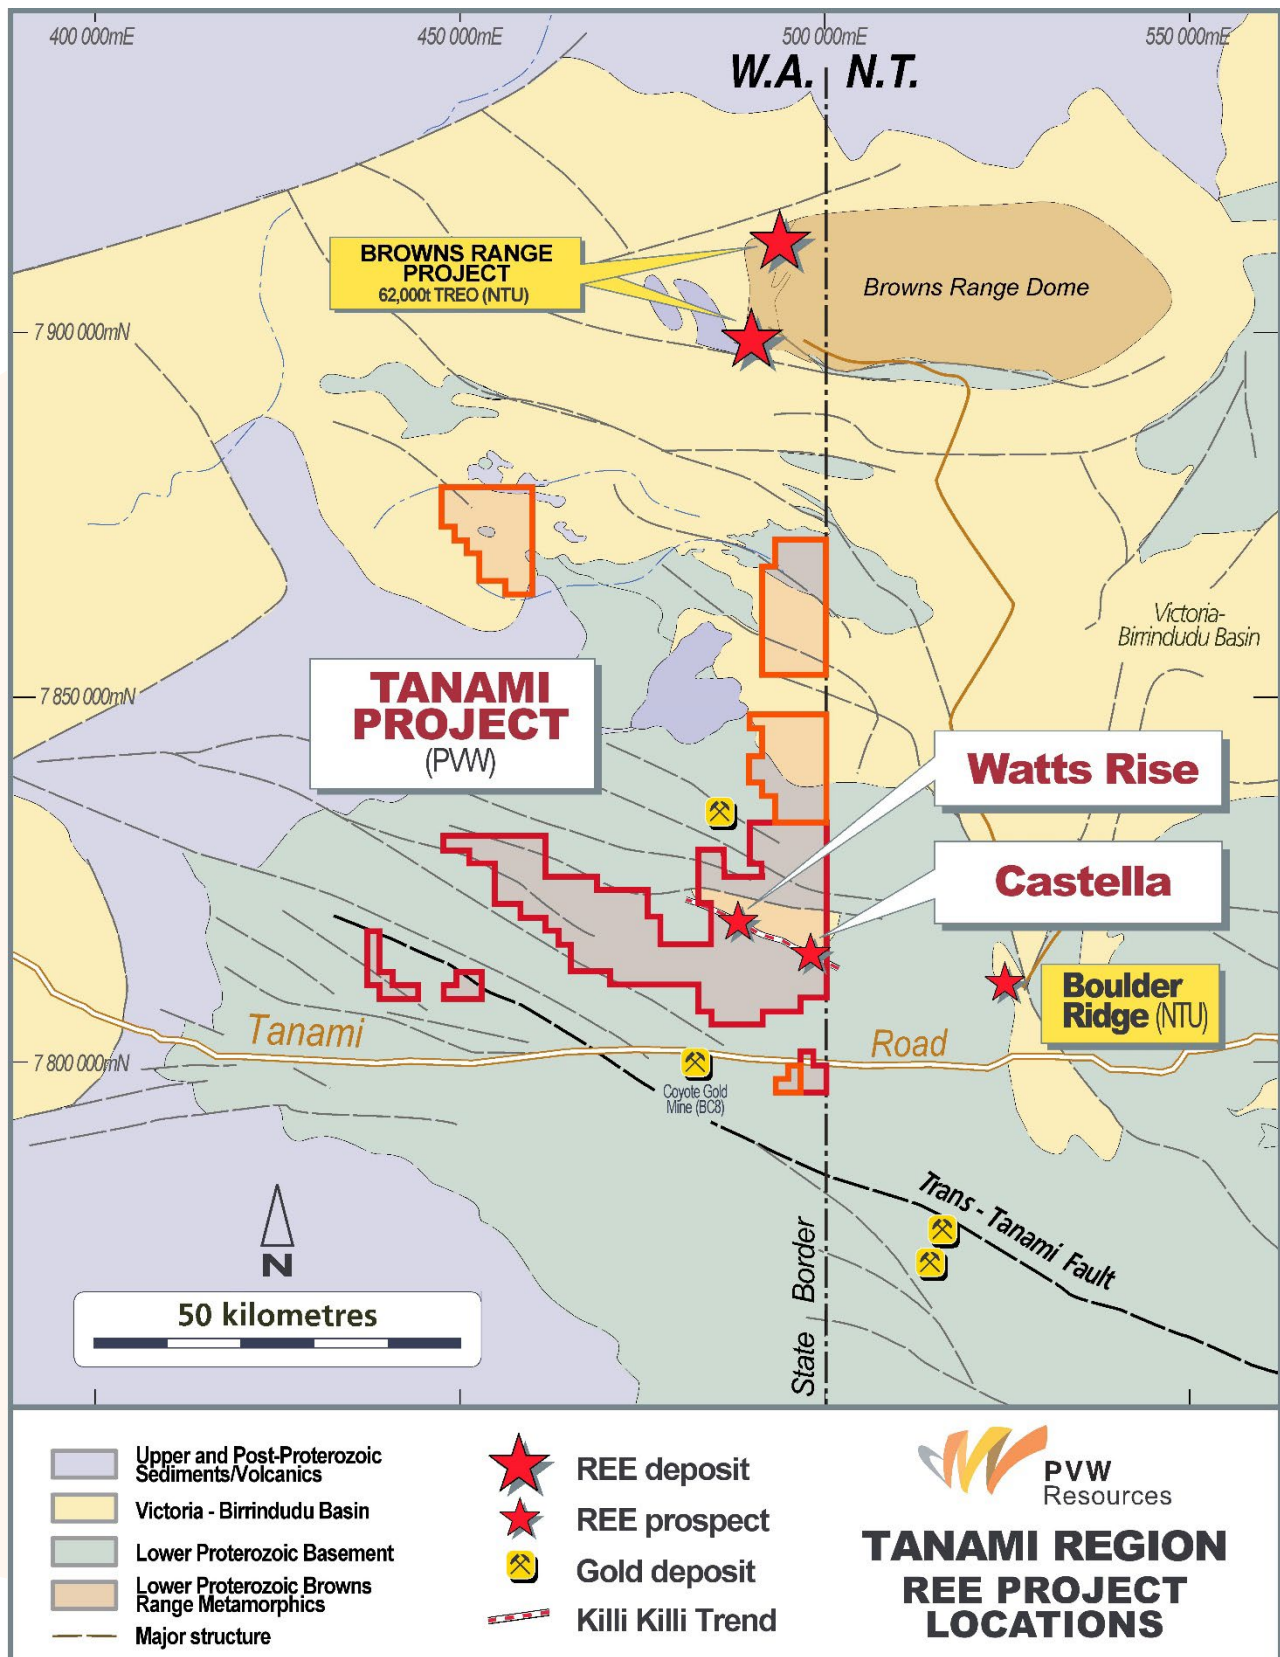 400 000mE
450 000mE
500 000mE
550 000mE
W.A.
N.T.
BROWNS RANGE
PROJECT
62,000t TREO (NTU)
Browns Range Dome
7 900 000mN
Victoria-
Birrindudu Basin
7 850 000mN
TANAMI
PROJECT
(PVW)
Watts Rise
Castella
Boulder
Ridge (NTU)
Tanami
Road
7 800 000mN
Coyote Gold
Mine (BC8)
Trans - Tanami Fault
N
State Border
50 kilometres
Upper and Post-Proterozoic
Sediments/Volcanics
Victoria - Birrindudu Basin
Lower Proterozoic Basement
Lower Proterozoic Browns
Range Metamorphics
Major structure
REE deposit
REE prospect
Gold deposit
Killi Killi Trend
PVW
Resources
TANAMI REGION
REE PROJECT
LOCATIONS